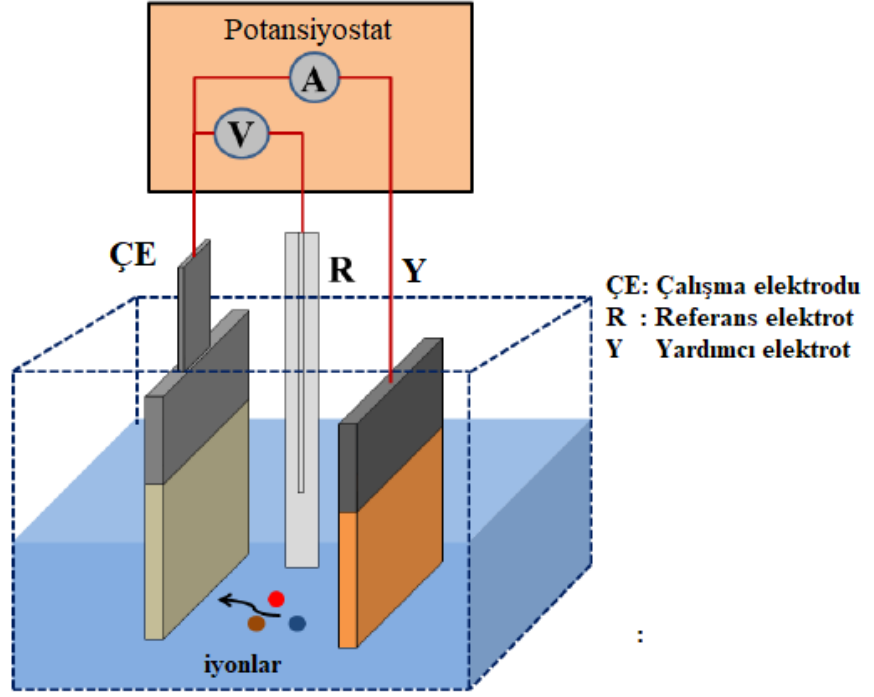 Potansiyostat
A
V
ÇE
R
Y
ÇE: Çalışma elektrodu
R : Referans elektrot
Y Yardımcı elektrot
:
iyonlar